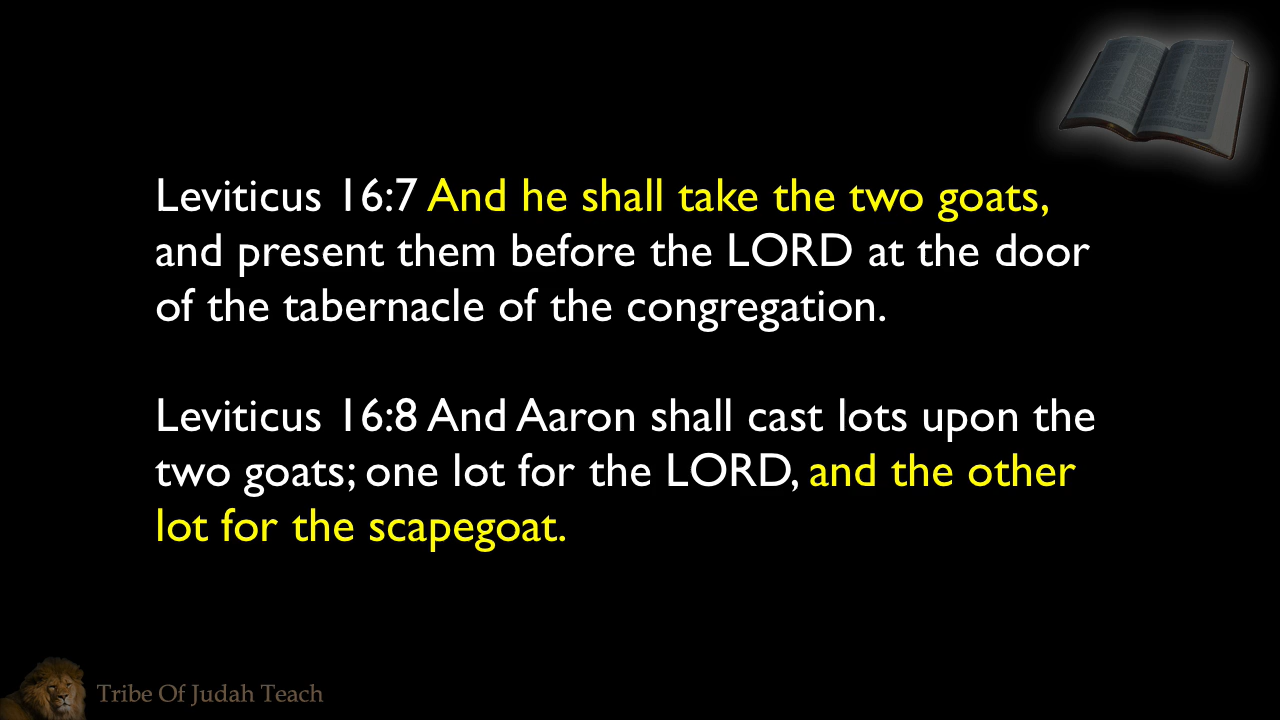 Leviticus 16:7 And he shall take the two goats,
and present them before the LORD at the door
of the tabernacle of the congregation.
Leviticus 16:8 And Aaron shall cast lots upon the
two goats; one lot for the LORD, and the other
lot for the scapegoat.
Tribe Of Judah Teach